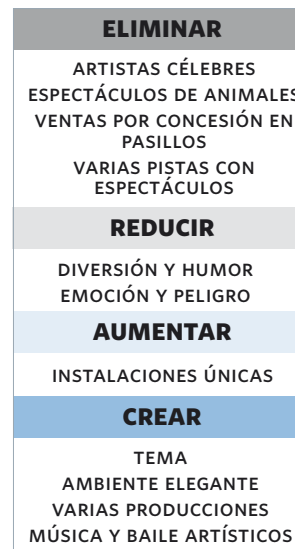 ELIMINAR
ARTISTAS CÉLEBRES
ESPECTÁCULOS DE ANIMALES
VENTAS POR CONCESIÓN EN
PASILLOS
VARIAS PISTAS CON
ESPECTÁCULOS
REDUCIR
DIVERSIÓN Y HUMOR
EMOCIÓN Y PELIGRO
AUMENTAR
INSTALACIONES ÚNICAS
CREAR
TEMA
AMBIENTE ELEGANTE
VARIAS PRODUCCIONES
MÚSICA Y BAILE ARTÍSTICOS